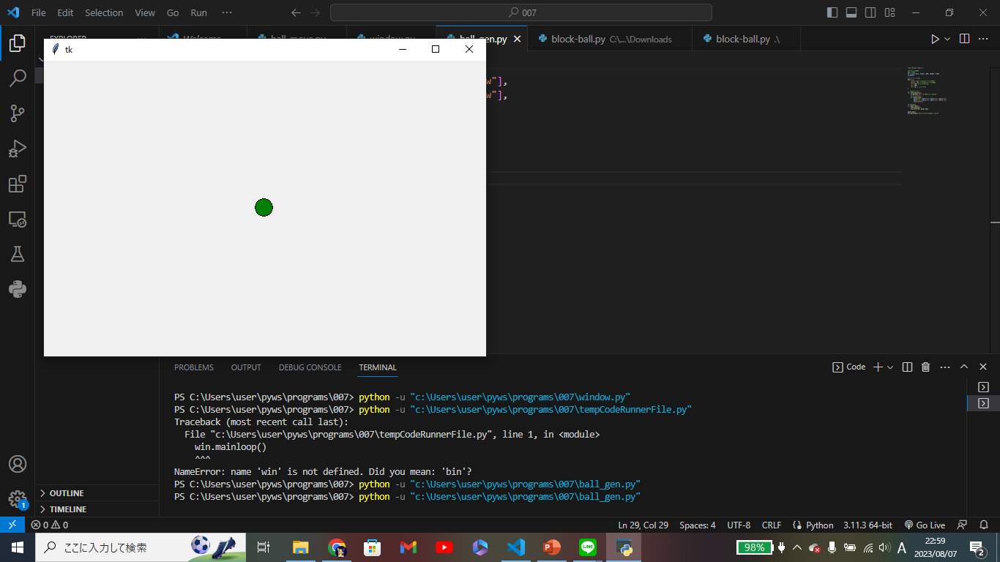 File Edit Selection View Go Run ··· 007
EXPLORER
Welcome ball_move.py window.py ball_gen.py block-ball.py C:\...\Downloads block-ball.py .\
tk
w"],
w"],
PROBLEMS OUTPUT DEBUG CONSOLE TERMINAL Code
PS C:\Users\user\pyws\programs\007> python -u "c:\Users\user\pyws\programs\007\window.py"
PS C:\Users\user\pyws\programs\007> python -u "c:\Users\user\pyws\programs\007\tempCodeRunnerFile.py"
Traceback (most recent call last):
  File "c:\Users\user\pyws\programs\007\tempCodeRunnerFile.py", line 1, in <module>
    win.mainloop()
    ^^^
NameError: name 'win' is not defined. Did you mean: 'bin'?
PS C:\Users\user\pyws\programs\007> python -u "c:\Users\user\pyws\programs\007\ball_gen.py"
PS C:\Users\user\pyws\programs\007> python -u "c:\Users\user\pyws\programs\007\ball_gen.py"
OUTLINE
TIMELINE
1
0 0 Ln 29, Col 29 Spaces: 4 UTF-8 CRLF Python 3.11.3 64-bit Go Live
ここに入力して検索
LINE
98% A 22:59
2023/08/07
2